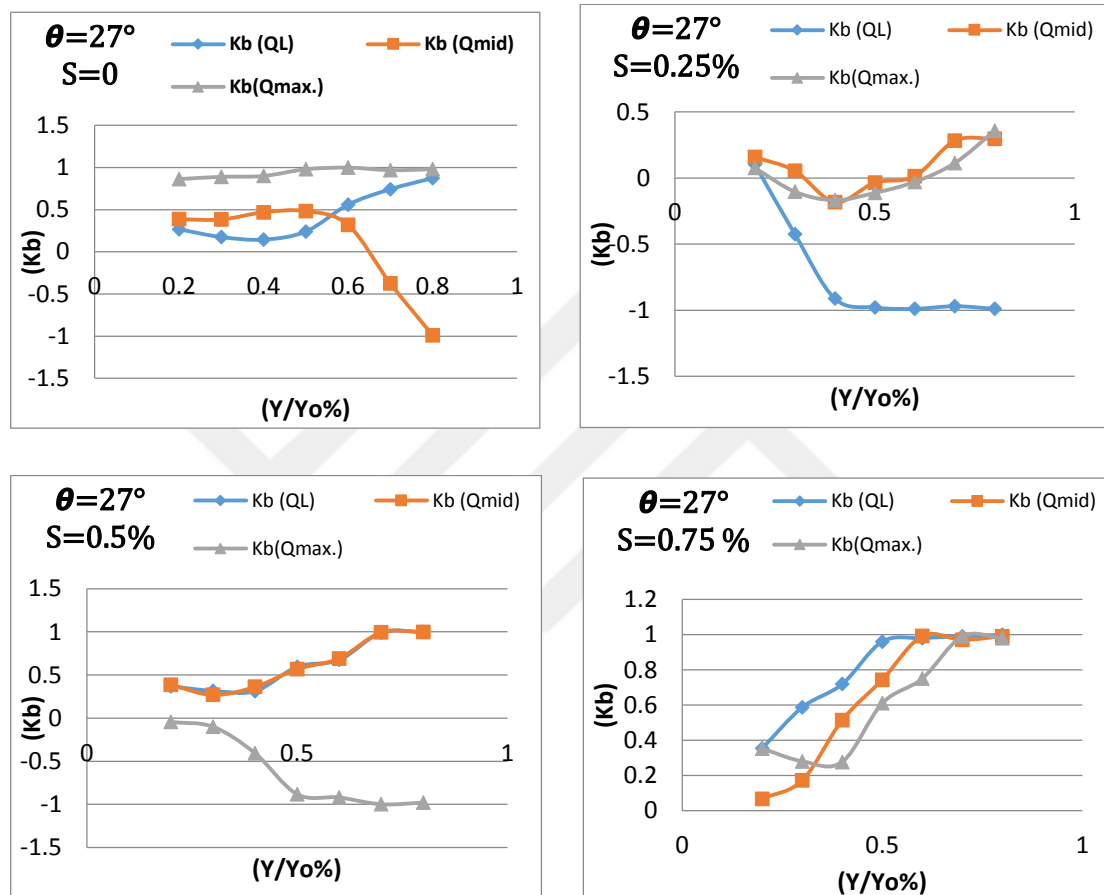 θ=27°
S=0
Kb (QL)
Kb (Qmid)
Kb(Qmax.)
1.5
1
0.5
0
-0.5
-1
-1.5
0
0.2
0.4
0.6
0.8
1
(Kb)
(Y/Yo%)
θ=27°
S=0.25%
Kb (QL)
Kb (Qmid)
Kb(Qmax.)
0.5
0
-0.5
-1
-1.5
0
0.5
1
(Kb)
(Y/Yo%)
θ=27°
S=0.5%
Kb (QL)
Kb (Qmid)
Kb(Qmax.)
1.5
1
0.5
0
-0.5
-1
-1.5
0
0.5
1
(Kb)
(Y/Yo%)
θ=27°
S=0.75 %
Kb (QL)
Kb (Qmid)
Kb(Qmax.)
1.2
1
0.8
0.6
0.4
0.2
0
0
0.5
1
(Kb)
(Y/Yo%)